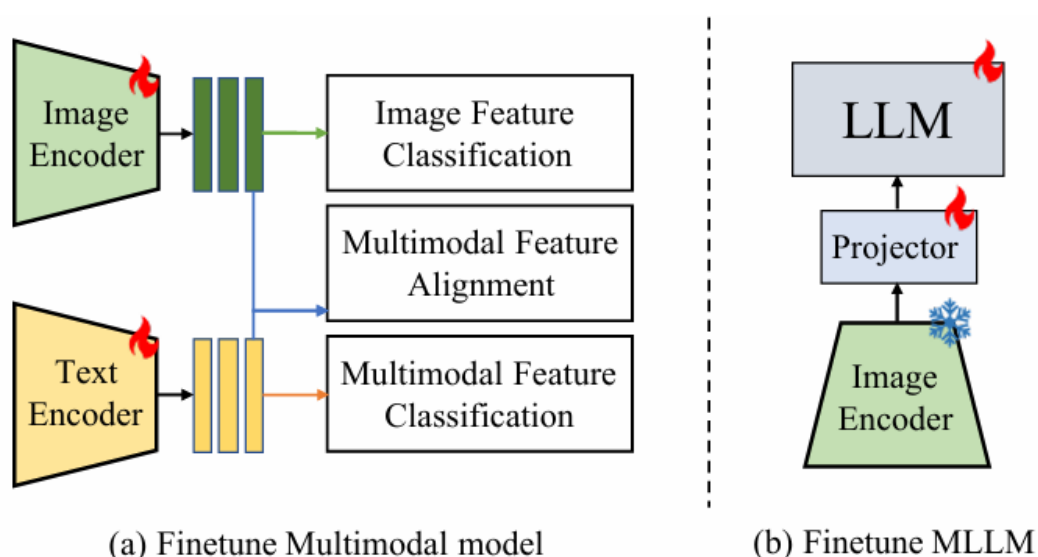 Image
Encoder
Image Feature
Classification
Multimodal Feature
Alignment
Text
Encoder
Multimodal Feature
Classification
(a) Finetune Multimodal model
LLM
Projector
Image
Encoder
(b) Finetune MLLM